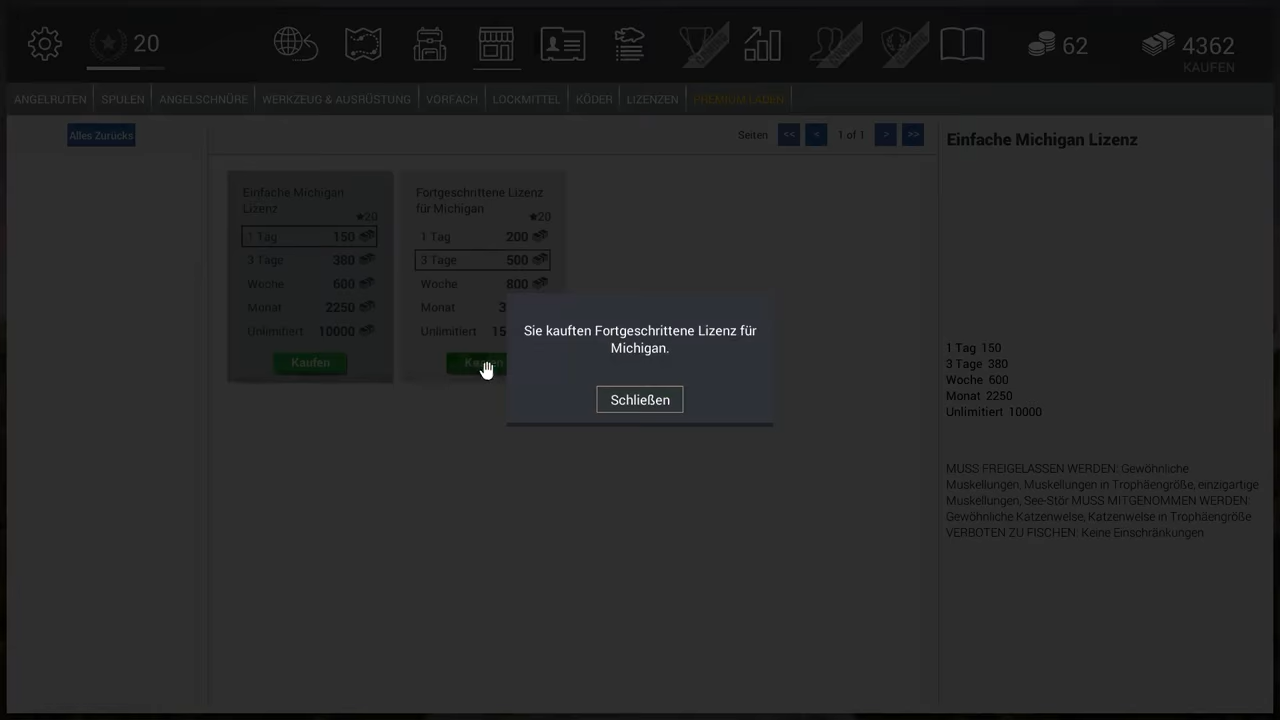 20
62
4362
KAUFEN
ANGELRUTEN
SPULEN
ANGELSCHNÜRE
WERKZEUG & AUSRÜSTUNG
VORFACH
LOCKMITTEL
KÖDER
LIZENZEN
PREMIUM LADEN
Alles Zurücks
Seiten << < 1 of 1 > >>
Einfache Michigan
Lizenz
★20
1 Tag 150
3 Tage 380
Woche 600
Monat 2250
Unlimitiert 10000
Kaufen
Fortgeschrittene Lizenz
für Michigan
★20
1 Tag 200
3 Tage 500
Woche 800
Monat 3
Unlimitiert 15
Sie kauften Fortgeschrittene Lizenz für
Michigan.
Schließen
Einfache Michigan Lizenz
1 Tag 150
3 Tage 380
Woche 600
Monat 2250
Unlimitiert 10000
MUSS FREIGELASSEN WERDEN: Gewöhnliche
Muskellungen, Muskellungen in Trophäengröße, einzigartige
Muskellungen, See-Stör MUSS MITGENOMMEN WERDEN:
Gewöhnliche Katzenwelse, Katzenwelse in Trophäengröße
VERBOTEN ZU FISCHEN: Keine Einschränkungen